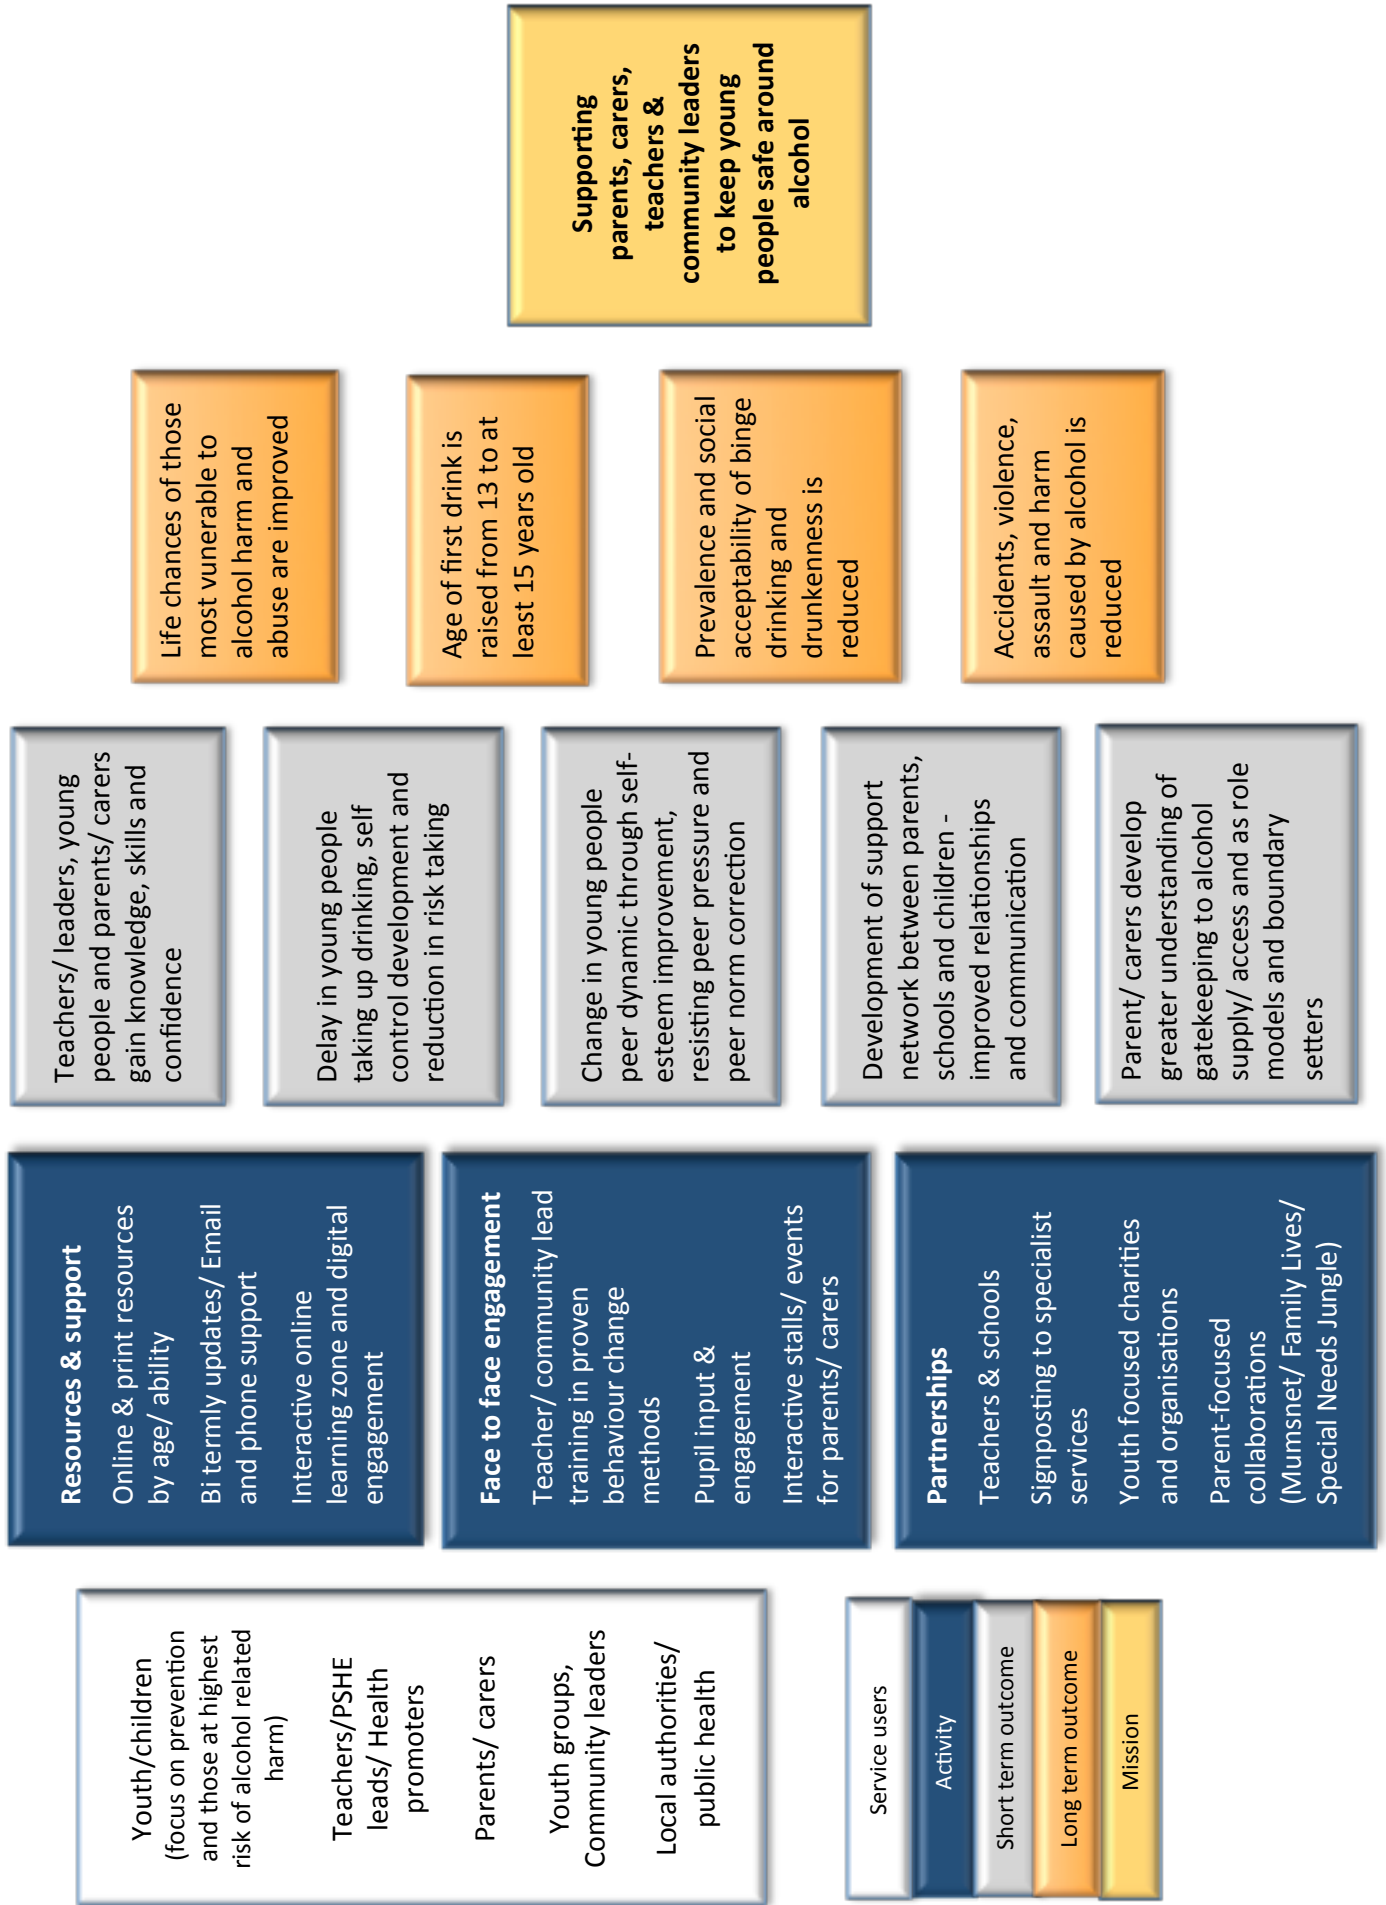 Youth/children
(focus on prevention
and those at highest
risk of alcohol related
harm)
Teachers/PSHE
leads/ Health
promoters
Parents/ carers
Youth groups,
Community leaders
Local authorities/
public health
Service users
Activity
Short term outcome
Long term outcome
Mission
Resources & support
Online & print resources
by age/ ability
Bi termly updates/ Email
and phone support
Interactive online
learning zone and digital
engagement
Face to face engagement
Teacher/ community lead
training in proven
behaviour change
methods
Pupil input &
engagement
Interactive stalls/ events
for parents/ carers
Partnerships
Teachers & schools
Signposting to specialist
services
Youth focused charities
and organisations
Parent-focused
collaborations
(Mumsnet/ Family Lives/
Special Needs Jungle)
Teachers/ leaders, young
people and parents/ carers
gain knowledge, skills and
confidence
Delay in young people
taking up drinking, self
control development and
reduction in risk taking
Change in young people
peer dynamic through self-
esteem improvement,
resisting peer pressure and
peer norm correction
Development of support
network between parents,
schools and children -
improved relationships
and communication
Parent/ carers develop
greater understanding of
gatekeeping to alcohol
supply/ access and as role
models and boundary
setters
Life chances of those
most vunerable to
alcohol harm and
abuse are improved
Age of first drink is
raised from 13 to at
least 15 years old
Prevalence and social
acceptability of binge
drinking and
drunkenness is
reduced
Accidents, violence,
assault and harm
caused by alcohol is
reduced
Supporting
parents, carers,
teachers &
community leaders
to keep young
people safe around
alcohol